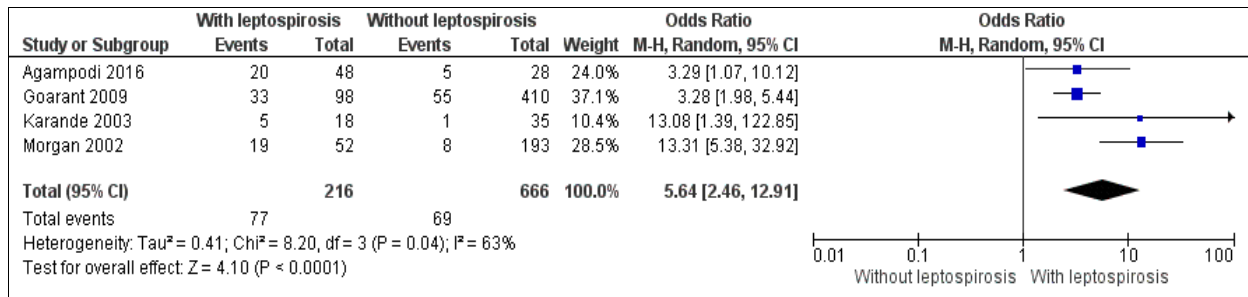 With leptospirosis Without leptospirosis Odds Ratio Odds Ratio
Study or Subgroup Events Total Events Total Weight M-H, Random, 95% CI M-H, Random, 95% CI
Agampodi 2016 20 48 5 28 24.0% 3.29 [1.07, 10.12]
Goarant 2009 33 98 55 410 37.1% 3.28 [1.98, 5.44]
Karande 2003 5 18 1 35 10.4% 13.08 [1.39, 122.85]
Morgan 2002 19 52 8 193 28.5% 13.31 [5.38, 32.92]
Total (95% CI) 216 666 100.0% 5.64 [2.46, 12.91]
Total events 77 69
Heterogeneity: Tau² = 0.41; Chi² = 8.20, df = 3 (P = 0.04); I² = 63%
Test for overall effect: Z = 4.10 (P < 0.0001)
0.01 0.1 1 10 100
Without leptospirosis With leptospirosis